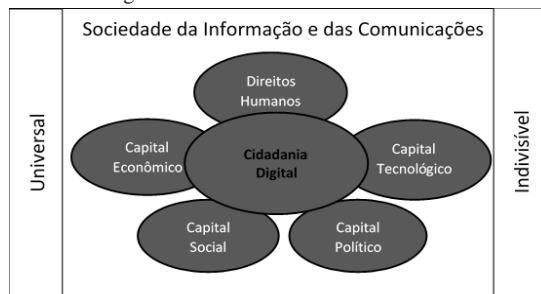 Sociedade da Informação e das Comunicações
Universal
Direitos
Humanos
Capital
Econômico
Cidadania
Digital
Capital
Tecnológico
Capital
Social
Capital
Político
Indivisível